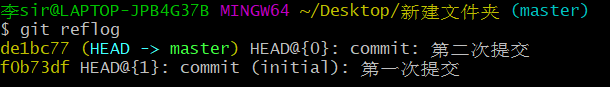 李sir@LAPTOP-JPB4G37B MINGW64 ~/Desktop/新建文件夹 (master)
$ git reflog
de1bc77 (HEAD -> master) HEAD@{0}: commit: 第二次提交
f0b73df HEAD@{1}: commit (initial): 第一次提交